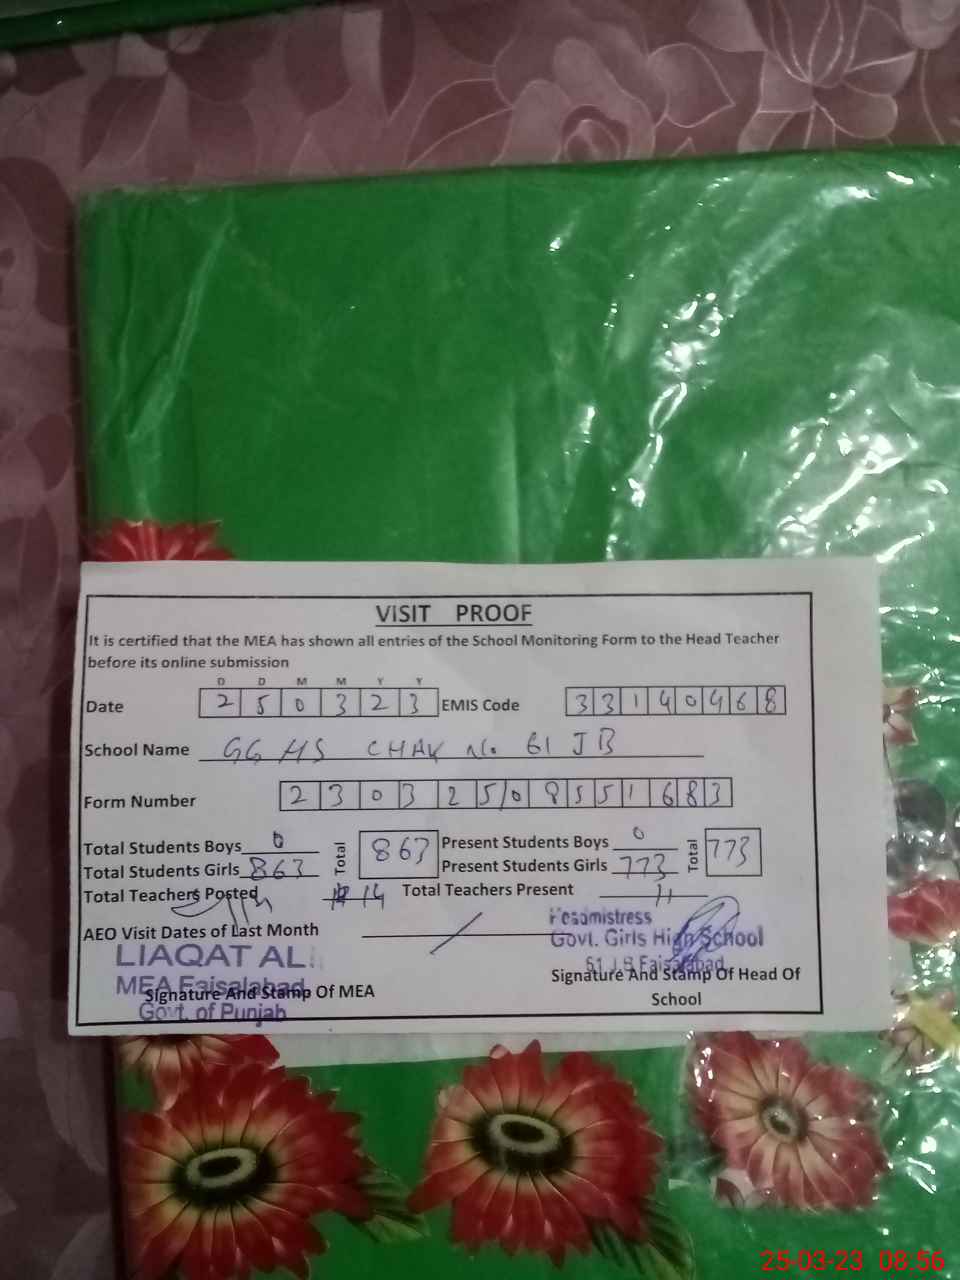 VISIT PROOF
It is certified that the MEA has shown all entries of the School Monitoring Form to the Head Teacher
before its online submission
D D M M Y Y
Date 2 5 0 3 2 3 EMIS Code 3 3 1 4 0 4 6 8
School Name GGHS CHAK No. 61 JB
Form Number 2 3 0 3 2 5 0 8 5 5 1 6 8 3
Total Students Boys 0 Total 863 Present Students Boys 0 Total 773
Total Students Girls 863 Present Students Girls 773
Total Teachers Posted 14 Total Teachers Present 11
AEO Visit Dates of Last Month /
Headmistress
Govt. Girls High School
61 J B Faisalabad
LIAQAT ALI
MEA Faisalabad
Govt. of Punjab
Signature And Stamp Of MEA
Signature And Stamp Of Head Of
School
25-03-23 08:56